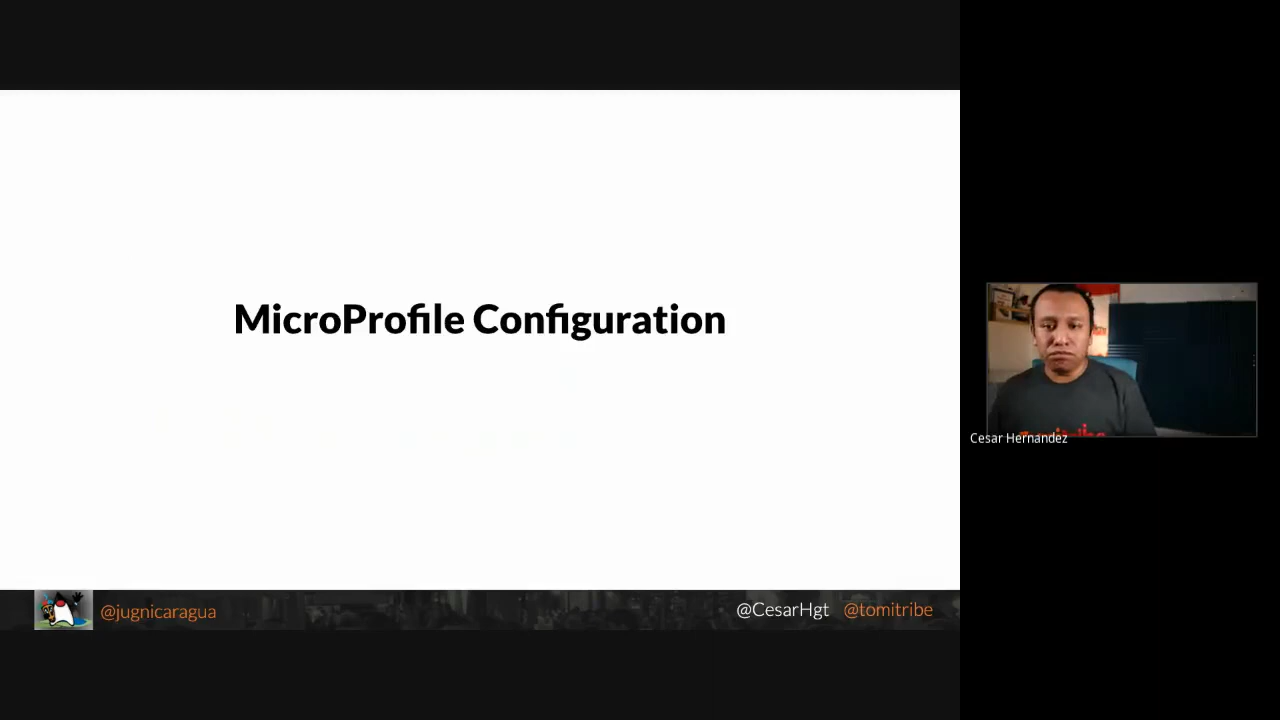 MicroProfile Configuration
Cesar Hernandez
@jugnicaragua
@CesarHgt @tomitribe